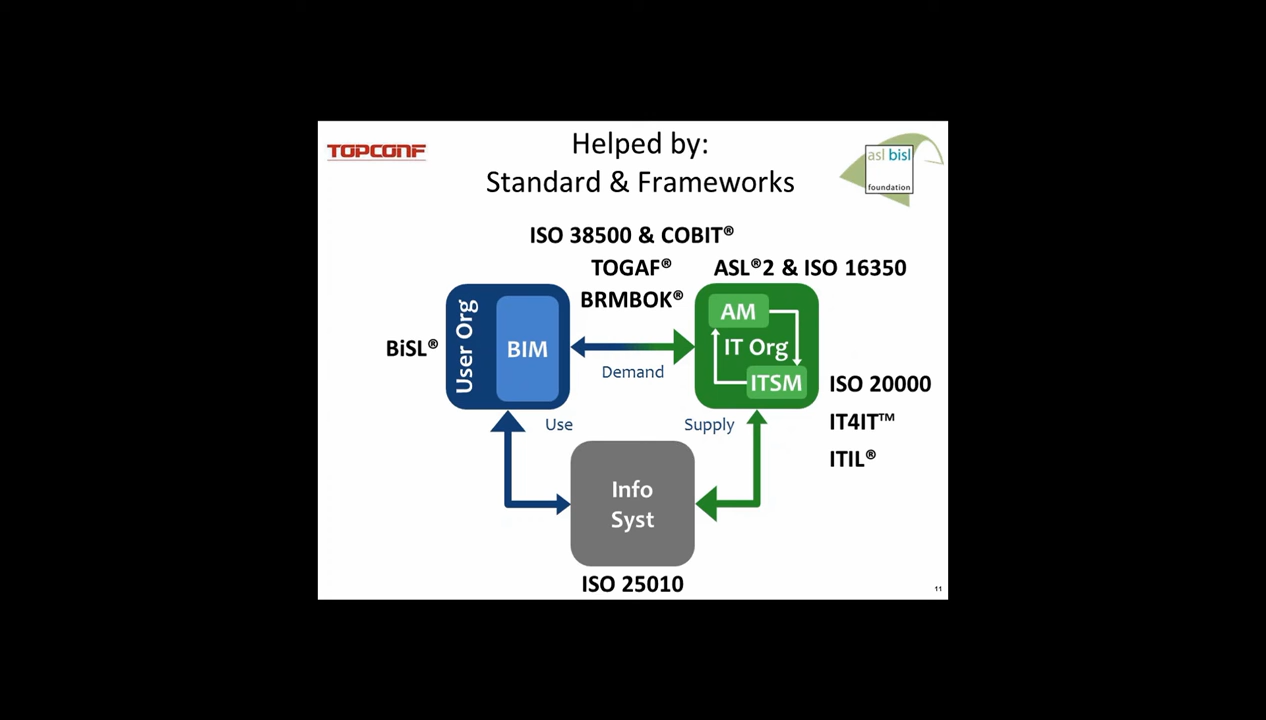 TOPCONF
Helped by:
Standard & Frameworks
asl bisl
foundation
ISO 38500 & COBIT®
TOGAF®
ASL®2 & ISO 16350
BRMBOK®
BiSL®
User Org
BIM
Demand
AM
IT Org
ITSM
ISO 20000
IT4IT™
ITIL®
Use
Supply
Info
Syst
ISO 25010
11